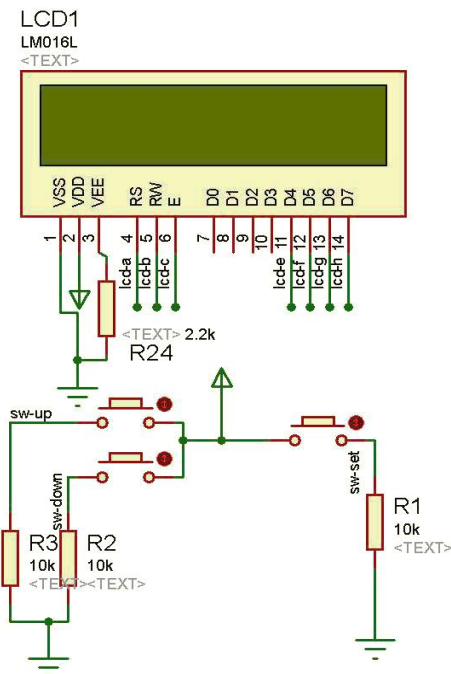 LCD1
LM016L
<TEXT>
VSS VDD VEE RS RW E D0 D1 D2 D3 D4 D5 D6 D7
1 2 3 4 5 6 7 8 9 10 11 12 13 14
lcd-a lcd-b lcd-c lcd-e lcd-f lcd-g lcd-h
<TEXT> 2.2k
R24
sw-up
sw-down
sw-set
R3 R2
10k 10k
<TEXT><TEXT>
R1
10k
<TEXT>